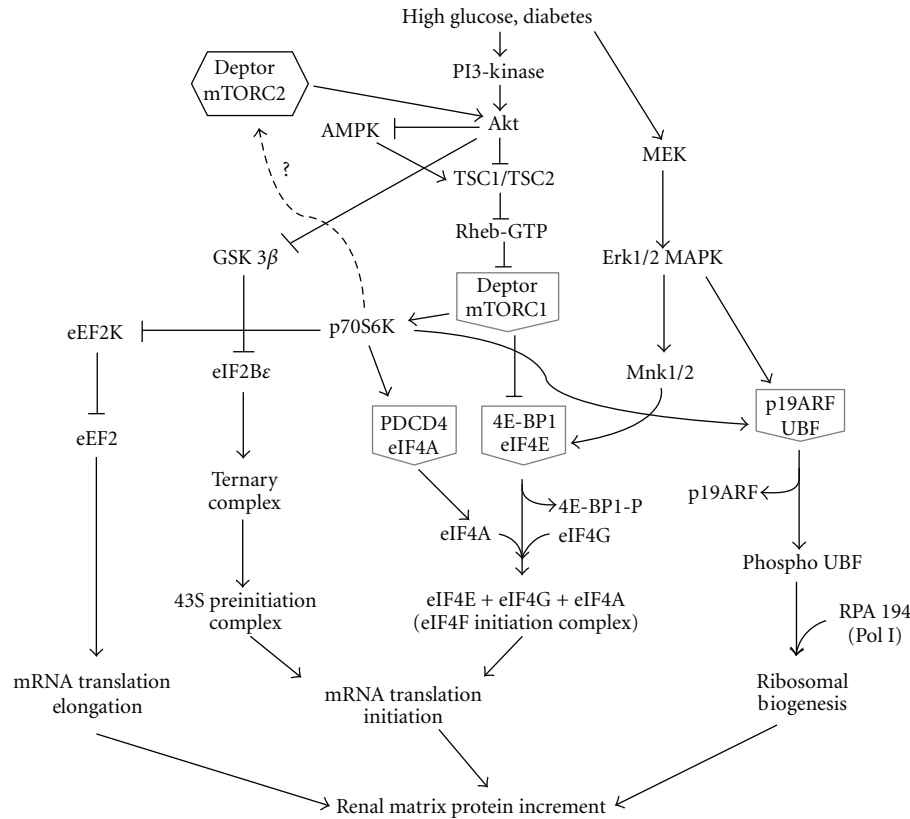 High glucose, diabetes
PI3-kinase
Deptor
mTORC2
Akt
AMPK
MEK
?
TSC1/TSC2
Rheb-GTP
GSK 3β
Erk1/2 MAPK
Deptor
mTORC1
eEF2K
p70S6K
eIF2Bε
Mnk1/2
p19ARF
UBF
PDCD4
eIF4A
4E-BP1
eIF4E
eEF2
Ternary
complex
p19ARF
4E-BP1-P
eIF4A
eIF4G
Phospho UBF
43S preinitiation
complex
eIF4E + eIF4G + eIF4A
(eIF4F initiation complex)
RPA 194
(Pol I)
mRNA translation
elongation
mRNA translation
initiation
Ribosomal
biogenesis
Renal matrix protein increment